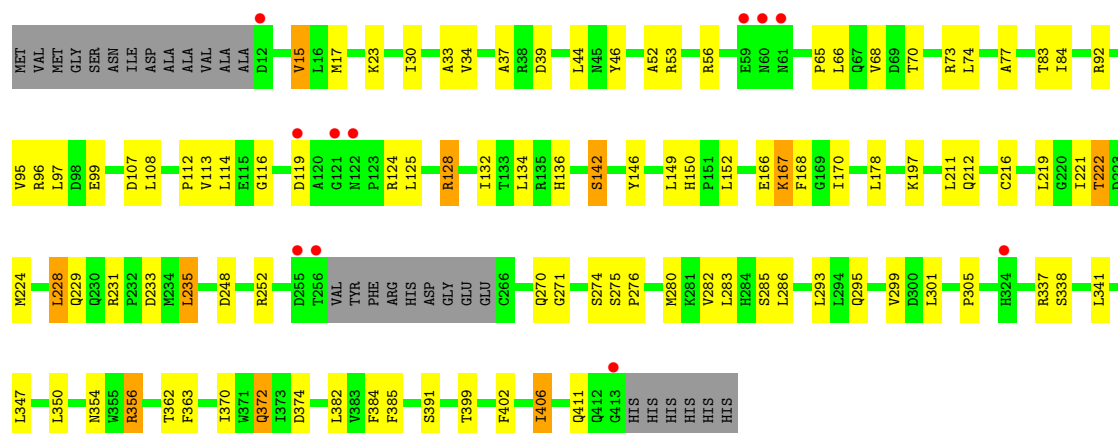 MET VAL MET GLY SER ASN ILE ASP ALA ALA VAL ALA ALA D12 V15 L16 M17 K23 I30 A33 V34 A37 R38 D39 L44 N45 Y46 A52 R53 R56 E59 N60 N61 P65 L66 Q67 V68 D69 T70 R73 L74 A77 T83 I84 R92
V95 R96 L97 D98 E99 D107 L108 P112 V113 L114 E115 G116 D119 A120 G121 N122 P123 R124 L125 R128 I132 T133 L134 R135 H136 S142 Y146 L149 H150 P151 L152 E166 K167 F168 G169 I170 L178 K197 L211 Q212 C216 L219 G220 I221 T222 D223
M224 L228 Q229 Q230 R231 P232 D233 M234 L235 D248 R252 D255 T256 VAL TYR PHE ARG HIS ASP GLY GLU GLU C266 Q270 G271 S274 S275 P276 M280 K281 V282 L283 H284 S285 L286 L293 L294 Q295 V299 D300 L301 P305 H324 R337 S338 L341
L347 L350 N354 W355 R356 T362 F363 I370 W371 Q372 I373 D374 L382 V383 F384 F385 S391 T399 F402 I406 Q411 Q412 G413 HIS HIS HIS HIS HIS HIS